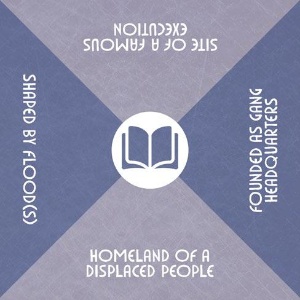 SITE OF A FAMOUS
EXECUTION
SHAPED BY FLOOD(S)
FOUNDED AS GANG
HEADQUARTERS
HOMELAND OF A
DISPLACED PEOPLE